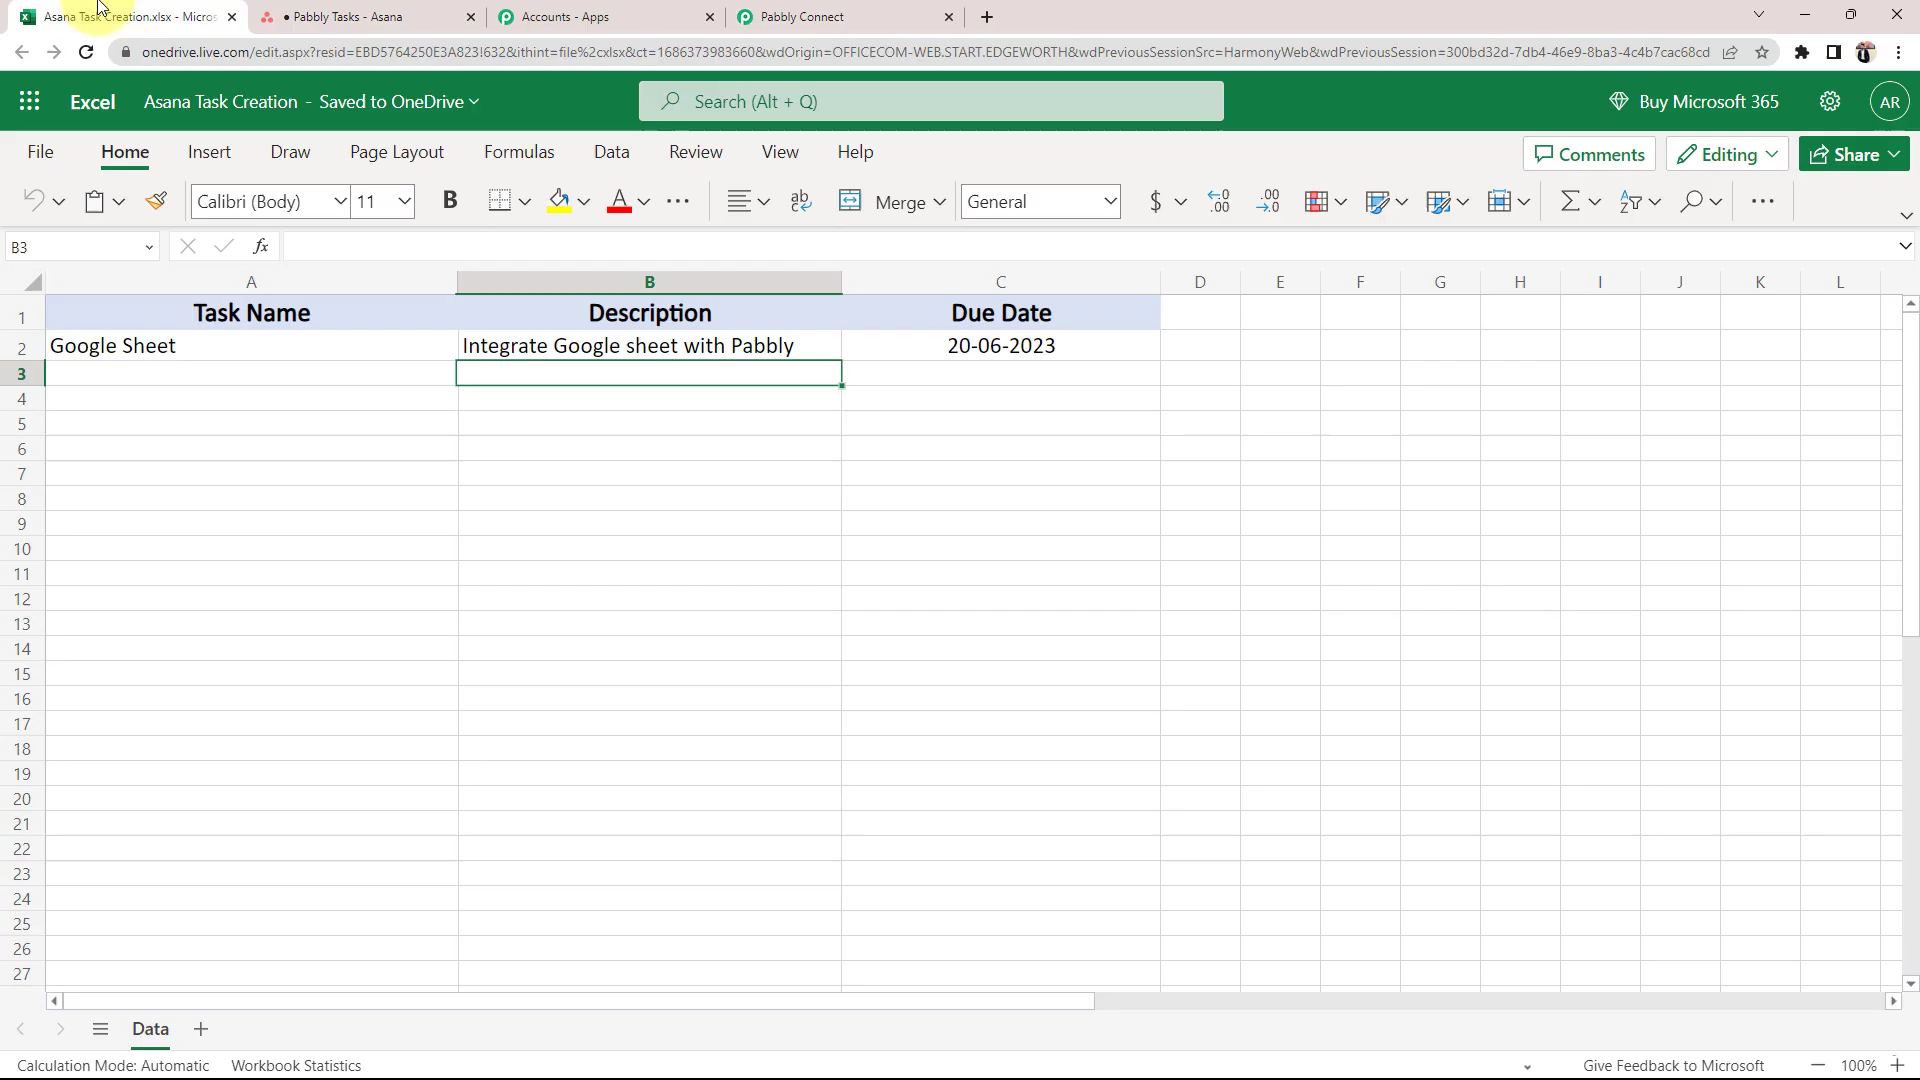 Asana Task Creation.xlsx - Micros
• Pabbly Tasks - Asana
Accounts - Apps
Pabbly Connect
onedrive.live.com/edit.aspx?resid=EBD5764250E3A823!632&ithint=file%2cxlsx&ct=1686373983660&wdOrigin=OFFICECOM-WEB.START.EDGEWORTH&wdPreviousSessionSrc=HarmonyWeb&wdPreviousSession=300bd32d-7db4-46e9-8ba3-4c4b7cac68cd
Excel Asana Task Creation - Saved to OneDrive
Search (Alt + Q)
Buy Microsoft 365
AR
File Home Insert Draw Page Layout Formulas Data Review View Help
Comments Editing Share
Calibri (Body) 11 B A ab Merge General $ .00 .00
B3 fx
A B C D E F G H I J K L
1 Task Name Description Due Date
2 Google Sheet Integrate Google sheet with Pabbly 20-06-2023
3
4
5
6
7
8
9
10
11
12
13
14
15
16
17
18
19
20
21
22
23
24
25
26
27
Data
Calculation Mode: Automatic Workbook Statistics
Give Feedback to Microsoft
100%